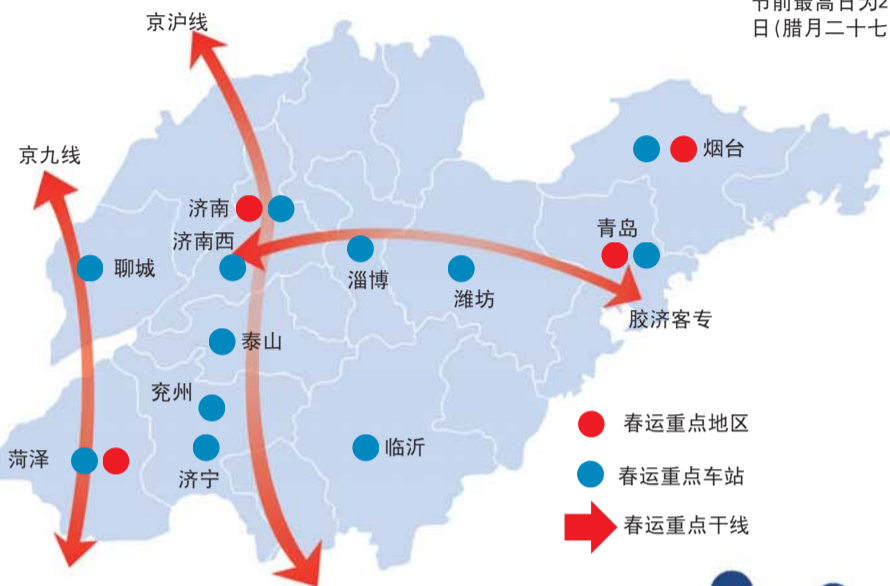 节前最高日为2
日(腊月二十七
京沪线
京九线
烟台
济南
青岛
济南西
聊城
淄博
潍坊
胶济客专
泰山
兖州
春运重点地区
菏泽
临沂
济宁
春运重点车站
春运重点干线